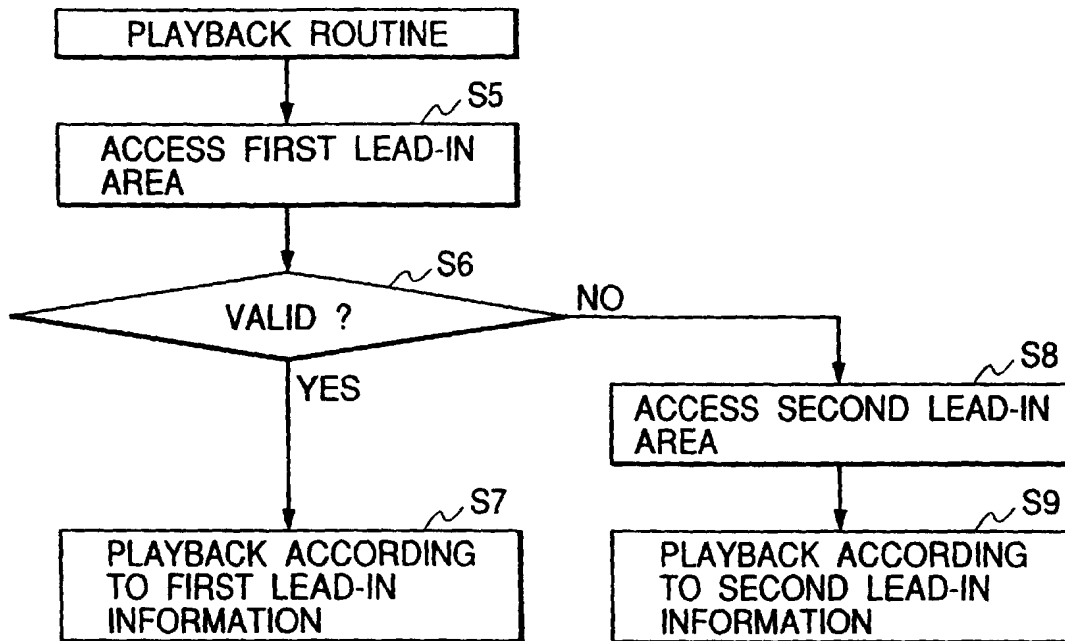 PLAYBACK ROUTINE
S5
ACCESS FIRST LEAD-IN
AREA
S6
VALID ?
NO
YES
S8
ACCESS SECOND LEAD-IN
AREA
S7
PLAYBACK ACCORDING
TO FIRST LEAD-IN
INFORMATION
S9
PLAYBACK ACCORDING
TO SECOND LEAD-IN
INFORMATION